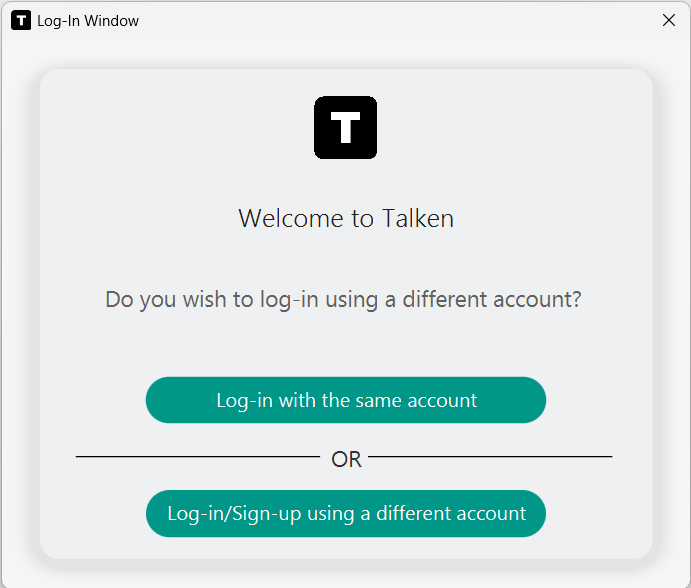 T Log-In Window
T
Welcome to Talken
Do you wish to log-in using a different account?
Log-in with the same account
OR
Log-in/Sign-up using a different account